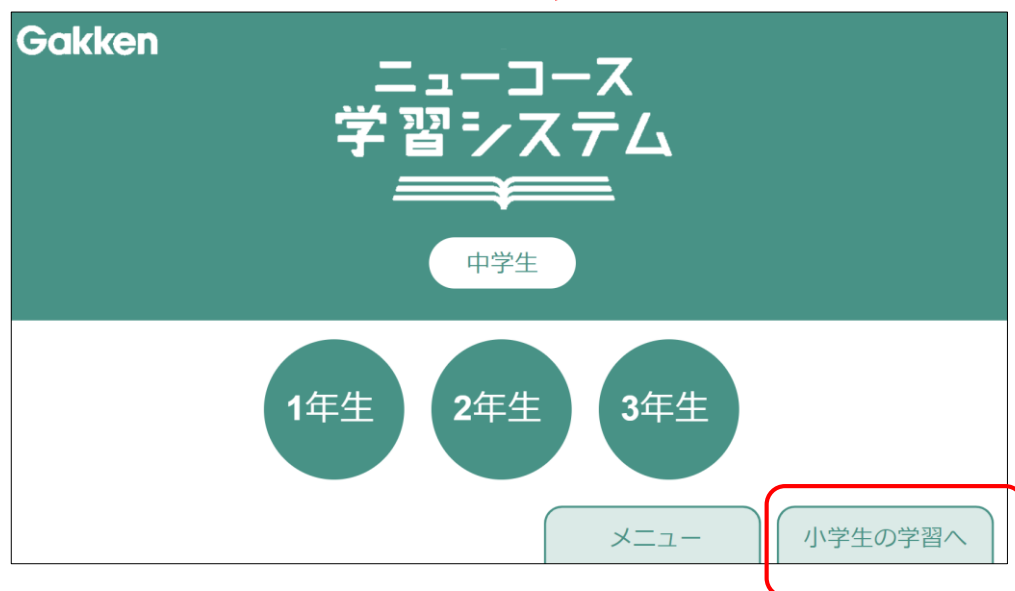 Gakken
ニューコース
学習システム
中学生
1年生 2年生 3年生
メニュー 小学生の学習へ